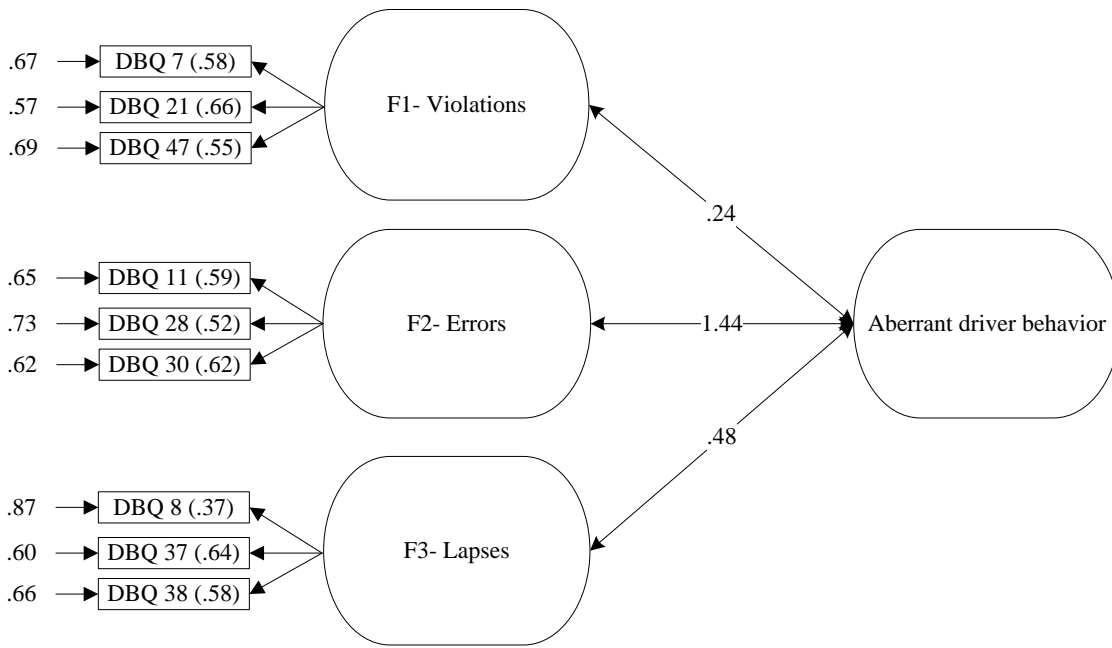 .67
DBQ 7 (.58)
.57
DBQ 21 (.66)
.69
DBQ 47 (.55)
F1- Violations
.24
.65
DBQ 11 (.59)
.73
DBQ 28 (.52)
.62
DBQ 30 (.62)
F2- Errors
1.44
Aberrant driver behavior
.48
.87
DBQ 8 (.37)
.60
DBQ 37 (.64)
.66
DBQ 38 (.58)
F3- Lapses